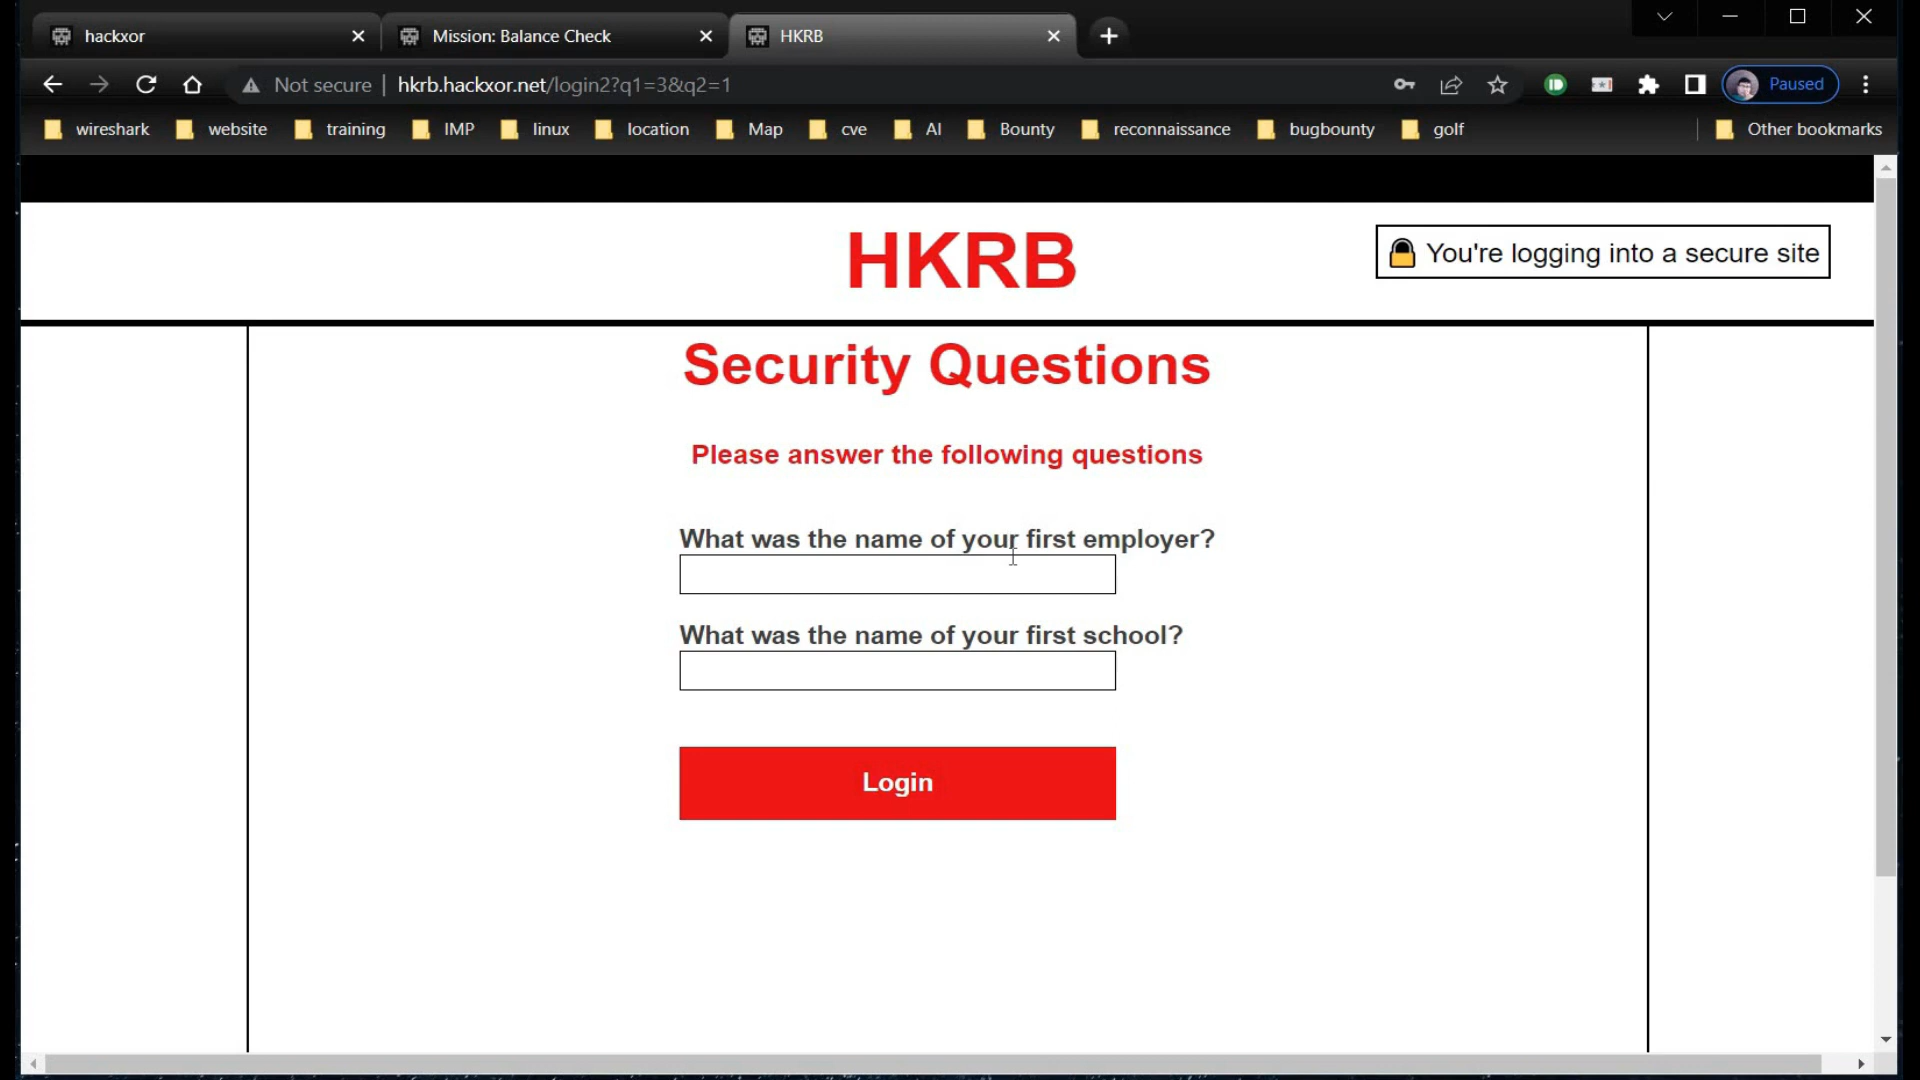 hackxor
Mission: Balance Check
HKRB
Not secure
hkrb.hackxor.net/login2?q1=3&q2=1
Paused
wireshark
website
training
IMP
linux
location
Map
cve
AI
Bounty
reconnaissance
bugbounty
golf
Other bookmarks
HKRB
You're logging into a secure site
Security Questions
Please answer the following questions
What was the name of your first employer?
What was the name of your first school?
Login